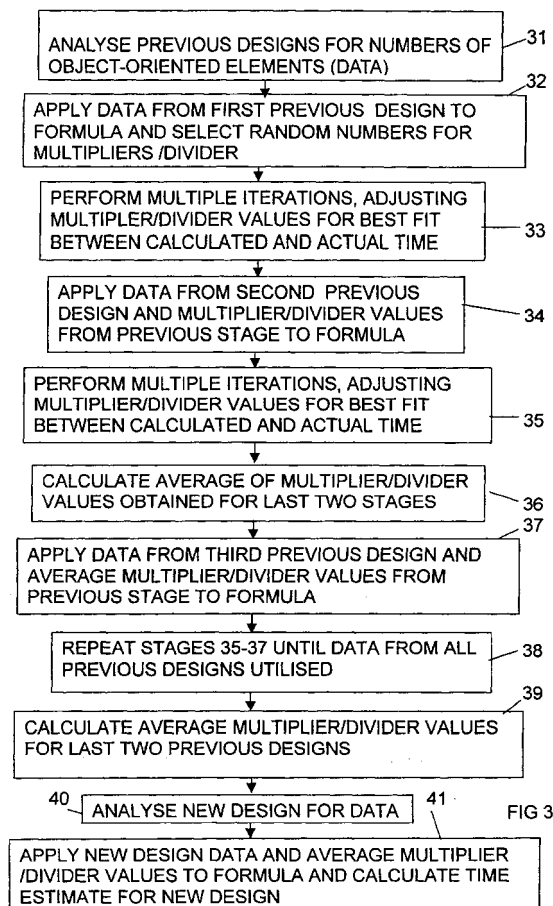 31
ANALYSE PREVIOUS DESIGNS FOR NUMBERS OF
OBJECT-ORIENTED ELEMENTS (DATA)
32
APPLY DATA FROM FIRST PREVIOUS DESIGN TO
FORMULA AND SELECT RANDOM NUMBERS FOR
MULTIPLIERS /DIVIDER
PERFORM MULTIPLE ITERATIONS, ADJUSTING
MULTIPLER/DIVIDER VALUES FOR BEST FIT
BETWEEN CALCULATED AND ACTUAL TIME
33
APPLY DATA FROM SECOND PREVIOUS
DESIGN AND MULTIPLIER/DIVIDER VALUES
FROM PREVIOUS STAGE TO FORMULA
34
PERFORM MULTIPLE ITERATIONS, ADJUSTING
MULTIPLIER/DIVIDER VALUES FOR BEST FIT
BETWEEN CALCULATED AND ACTUAL TIME
35
CALCULATE AVERAGE OF MULTIPLIER/DIVIDER
VALUES OBTAINED FOR LAST TWO STAGES
36
37
APPLY DATA FROM THIRD PREVIOUS DESIGN AND
AVERAGE MULTIPLIER/DIVIDER VALUES FROM
PREVIOUS STAGE TO FORMULA
REPEAT STAGES 35-37 UNTIL DATA FROM ALL
PREVIOUS DESIGNS UTILISED
38
39
CALCULATE AVERAGE MULTIPLIER/DIVIDER VALUES
FOR LAST TWO PREVIOUS DESIGNS
40
ANALYSE NEW DESIGN FOR DATA
41
FIG 3
APPLY NEW DESIGN DATA AND AVERAGE MULTIPLIER
/DIVIDER VALUES TO FORMULA AND CALCULATE TIME
ESTIMATE FOR NEW DESIGN